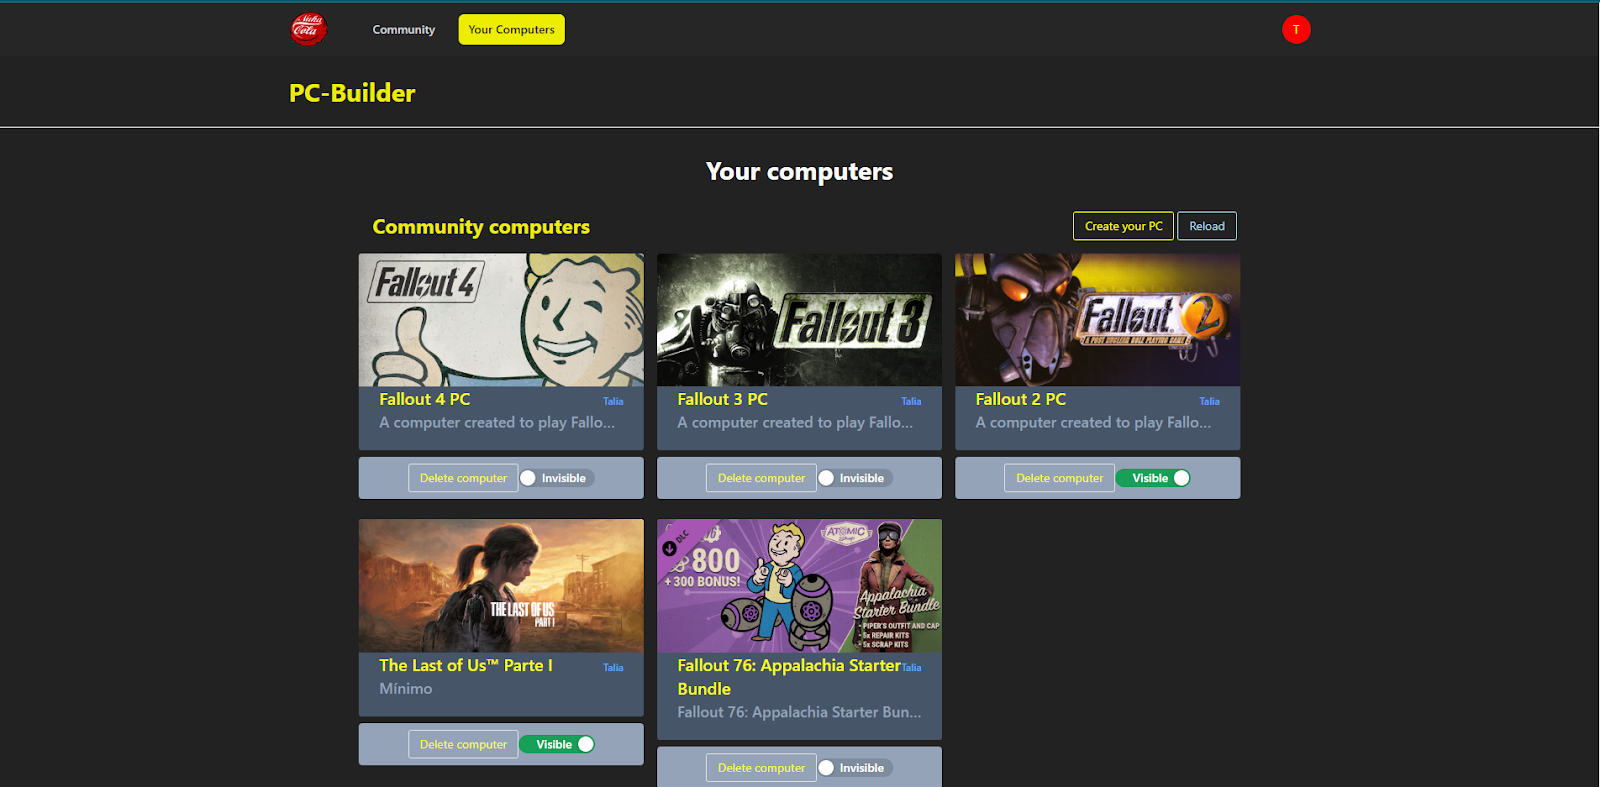 Nuka
Cola
Community
Your Computers
T
PC-Builder
Your computers
Community computers
Create your PC
Reload
Fallout 4
Fallout 3
Fallout 2
A POST NUCLEAR ROLE PLAYING GAME
Fallout 4 PC
Talia
A computer created to play Fallo...
Fallout 3 PC
Talia
A computer created to play Fallo...
Fallout 2 PC
Talia
A computer created to play Fallo...
Delete computer
Invisible
Delete computer
Invisible
Delete computer
Visible
THE LAST OF US
PART I
DLC
800
+300 BONUS!
ATOMIC
Appalachia
Starter Bundle
- PIPER'S OUTFIT AND CAP
- 5x REPAIR KITS
- 5x SCRAP KITS
The Last of Us™ Parte I
Talia
Mínimo
Fallout 76: Appalachia Starter
Talia
Bundle
Fallout 76: Appalachia Starter Bun...
Delete computer
Visible
Delete computer
Invisible